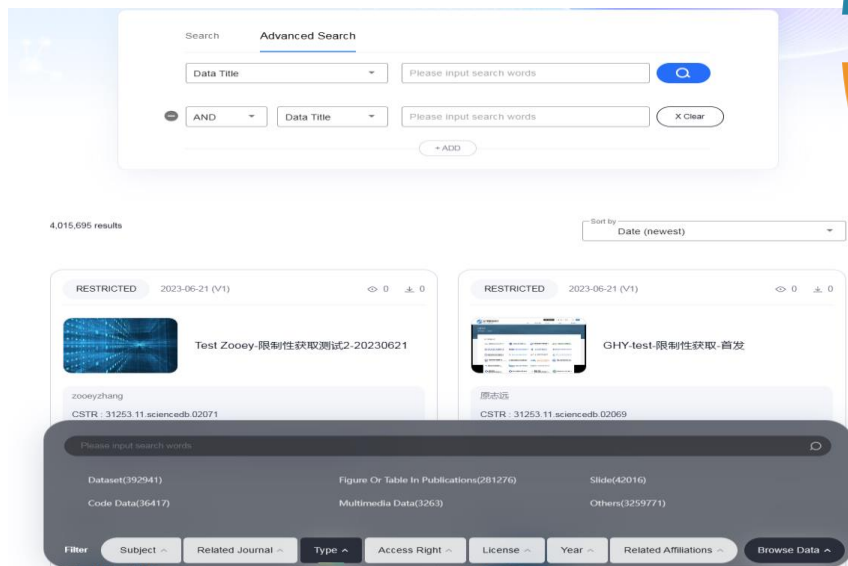 Search Advanced Search
Data Title Please input search words
AND Data Title Please input search words X Clear
+ ADD
4,015,695 results
Sort by
Date (newest)
RESTRICTED 2023-06-21 (V1) 0 0
RESTRICTED 2023-06-21 (V1) 0 0
Test Zooey-限制性获取测试2-20230621
GHY-test-限制性获取-首发
zooeyzhang
CSTR : 31253.11.sciencedb.02071
原志远
CSTR : 31253.11.sciencedb.02069
Please input search words
Dataset(392941) Figure Or Table In Publications(281276) Slide(42016)
Code Data(36417) Multimedia Data(3263) Others(3259771)
Filter Subject Related Journal Type Access Right License Year Related Affiliations Browse Data